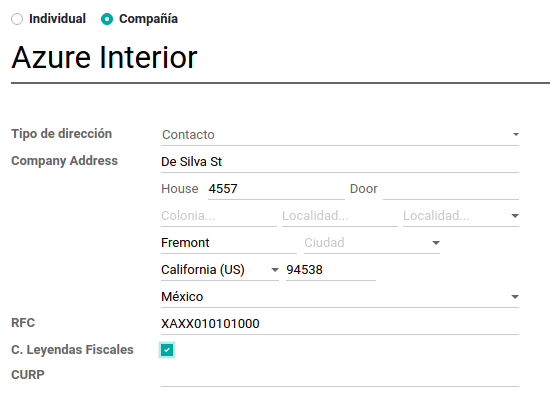 Individual Compañía
Azure Interior
Tipo de dirección Contacto
Company Address De Silva St
House 4557 Door
Colonia... Localidad... Localidad...
Fremont Ciudad
California (US) 94538
México
RFC XAXX010101000
C. Leyendas Fiscales
CURP